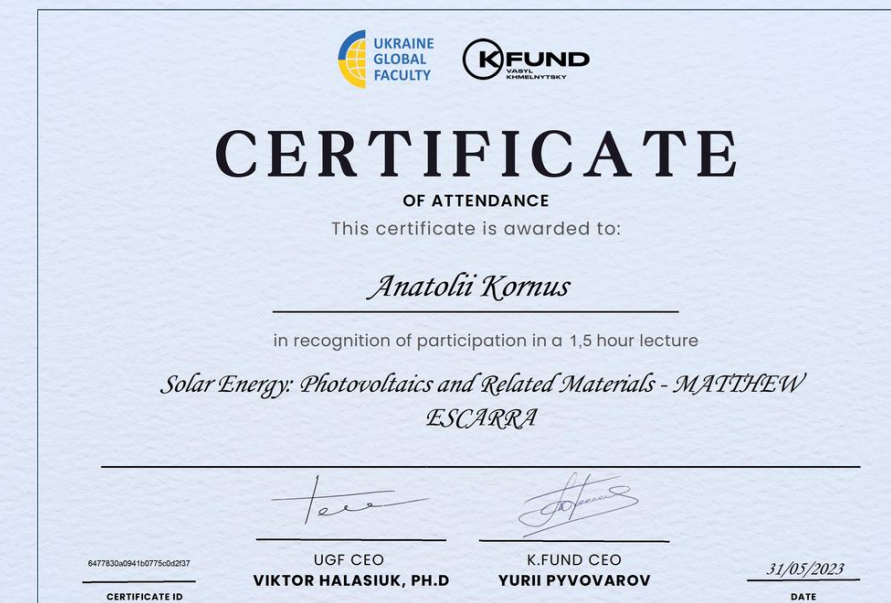 UKRAINE
GLOBAL
FACULTY
K FUND
VASYL
KHMELNYTSKY
CERTIFICATE
OF ATTENDANCE
This certificate is awarded to:
Anatolii Kornus
in recognition of participation in a 1,5 hour lecture
Solar Energy: Photovoltaics and Related Materials - MATTHEW
ESCARRA
UGF CEO
VIKTOR HALASIUK, PH.D
K.FUND CEO
YURII PYVOVAROV
6477830a0941b0775c0d2f37
CERTIFICATE ID
31/05/2023
DATE